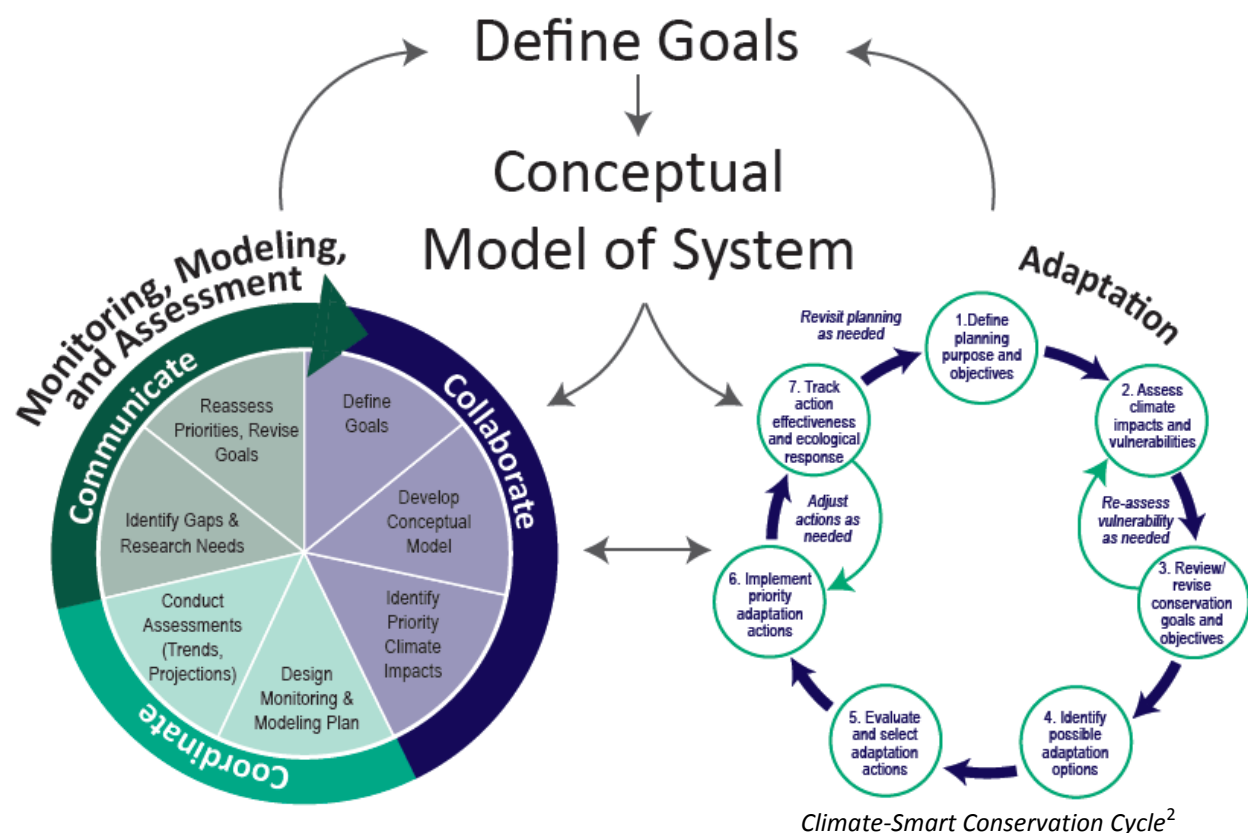 Define Goals
Conceptual
Model of System
Monitoring, Modeling,
and Assessment
Communicate
Collaborate
Coordinate
Define
Goals
Develop
Conceptual
Model
Identify
Priority
Climate
Impacts
Design
Monitoring &
Modeling Plan
Conduct
Assessments
(Trends,
Projections)
Identify Gaps &
Research Needs
Reassess
Priorities, Revise
Goals
Adaptation
1.Define
planning
purpose and
objectives
2. Assess
climate
impacts and
vulnerabilities
Re-assess
vulnerability
as needed
3. Review/
revise
conservation
goals and
objectives
4. Identify
possible
adaptation
options
5. Evaluate
and select
adaptation
actions
6. Implement
priority
adaptation
actions
Adjust
actions as
needed
7. Track
action
effectiveness
and ecological
response
Revisit planning
as needed
Climate-Smart Conservation Cycle²